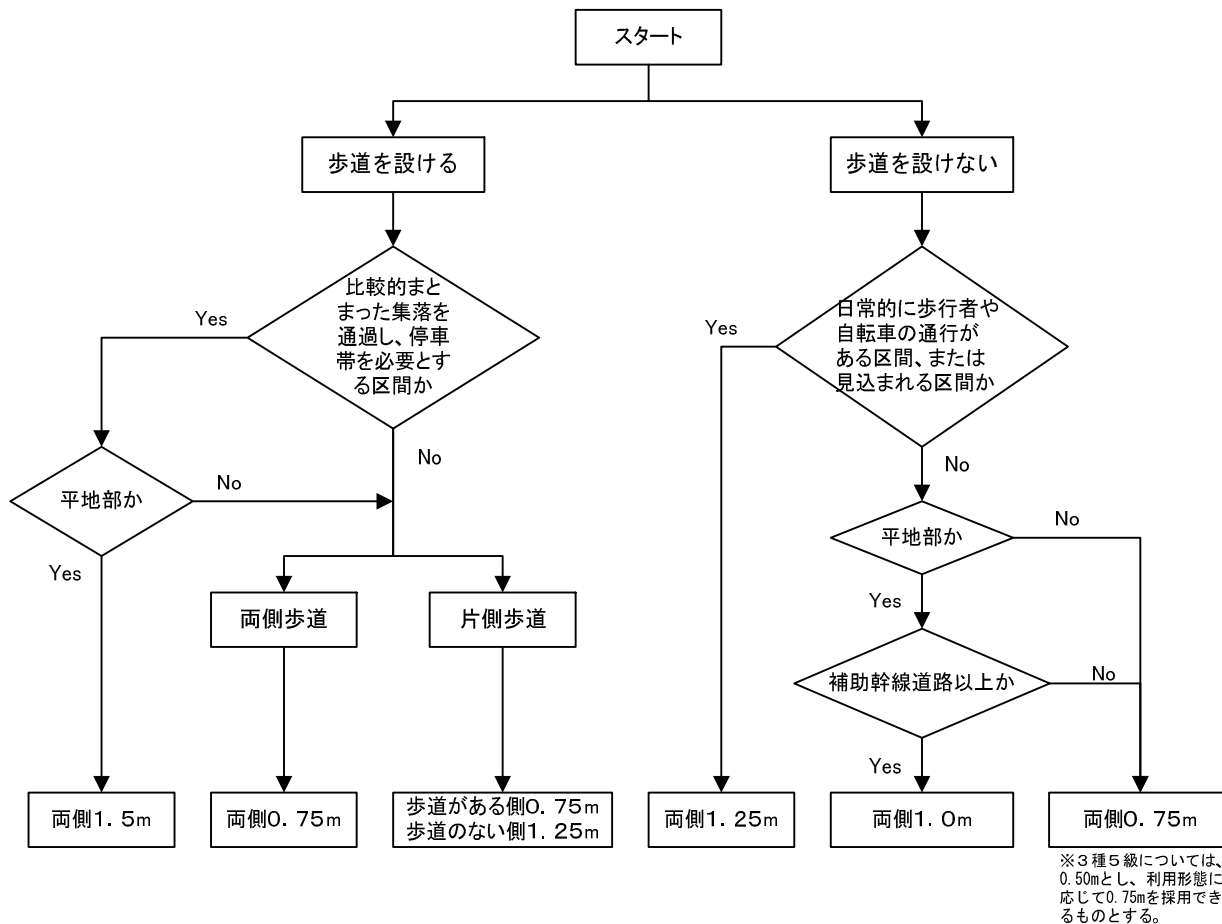 スタート
歩道を設ける
歩道を設けない
比較的まと
まった集落を
通過し、停車
帯を必要とす
る区間か
Yes
No
日常的に歩行者や
自転車の通行が
ある区間、または
見込まれる区間か
Yes
No
平地部か
No
Yes
平地部か
No
Yes
両側歩道
片側歩道
補助幹線道路以上か
No
Yes
両側1.5m
両側0.75m
歩道がある側0.75m
歩道のない側1.25m
両側1.25m
両側1.0m
両側0.75m
※3種5級については、
0.50mとし、利用形態に
応じて0.75mを採用でき
るものとする。